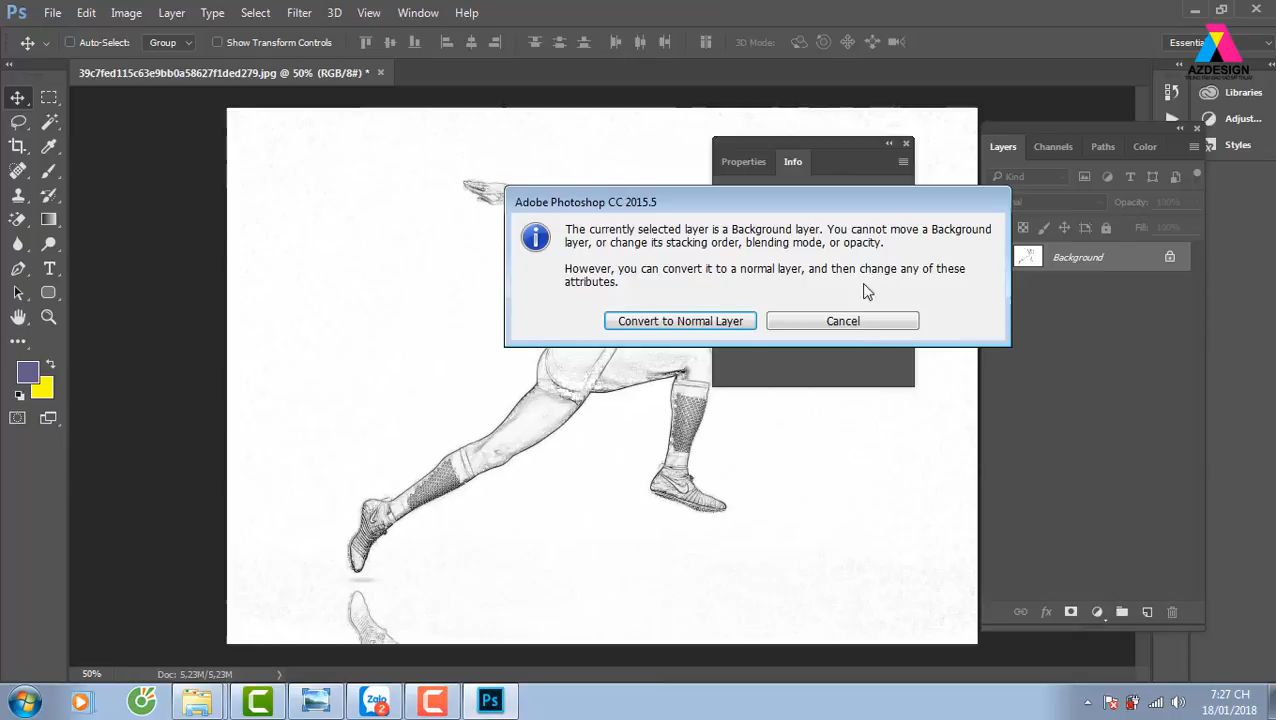 Ps File Edit Image Layer Type Select Filter 3D View Window Help
Auto-Select: Group Show Transform Controls 3D Mode:
AZDESIGN
39c7fed115c63e9bb0a58627f1ded279.jpg @ 50% (RGB/8#) * ×
Libraries
Adjust...
Styles
Properties Info
Layers Channels Paths Color
Kind
Opacity: 100%
Fill: 100%
Background
Adobe Photoshop CC 2015.5
The currently selected layer is a Background layer. You cannot move a Background
layer, or change its stacking order, blending mode, or opacity.
However, you can convert it to a normal layer, and then change any of these
attributes.
Convert to Normal Layer Cancel
50% Doc: 5,23M/5,23M
Zalo
2
Ps
7:27 CH
18/01/2018